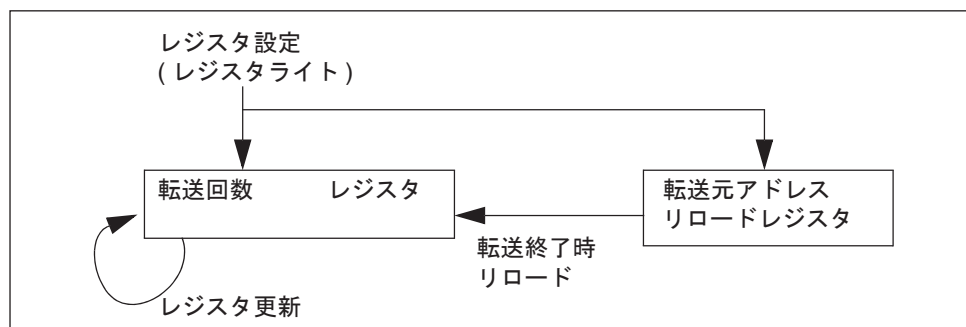 レジスタ設定
( レジスタライト )
転送回数 レジスタ
転送元アドレス
リロードレジスタ
転送終了時
リロード
レジスタ更新